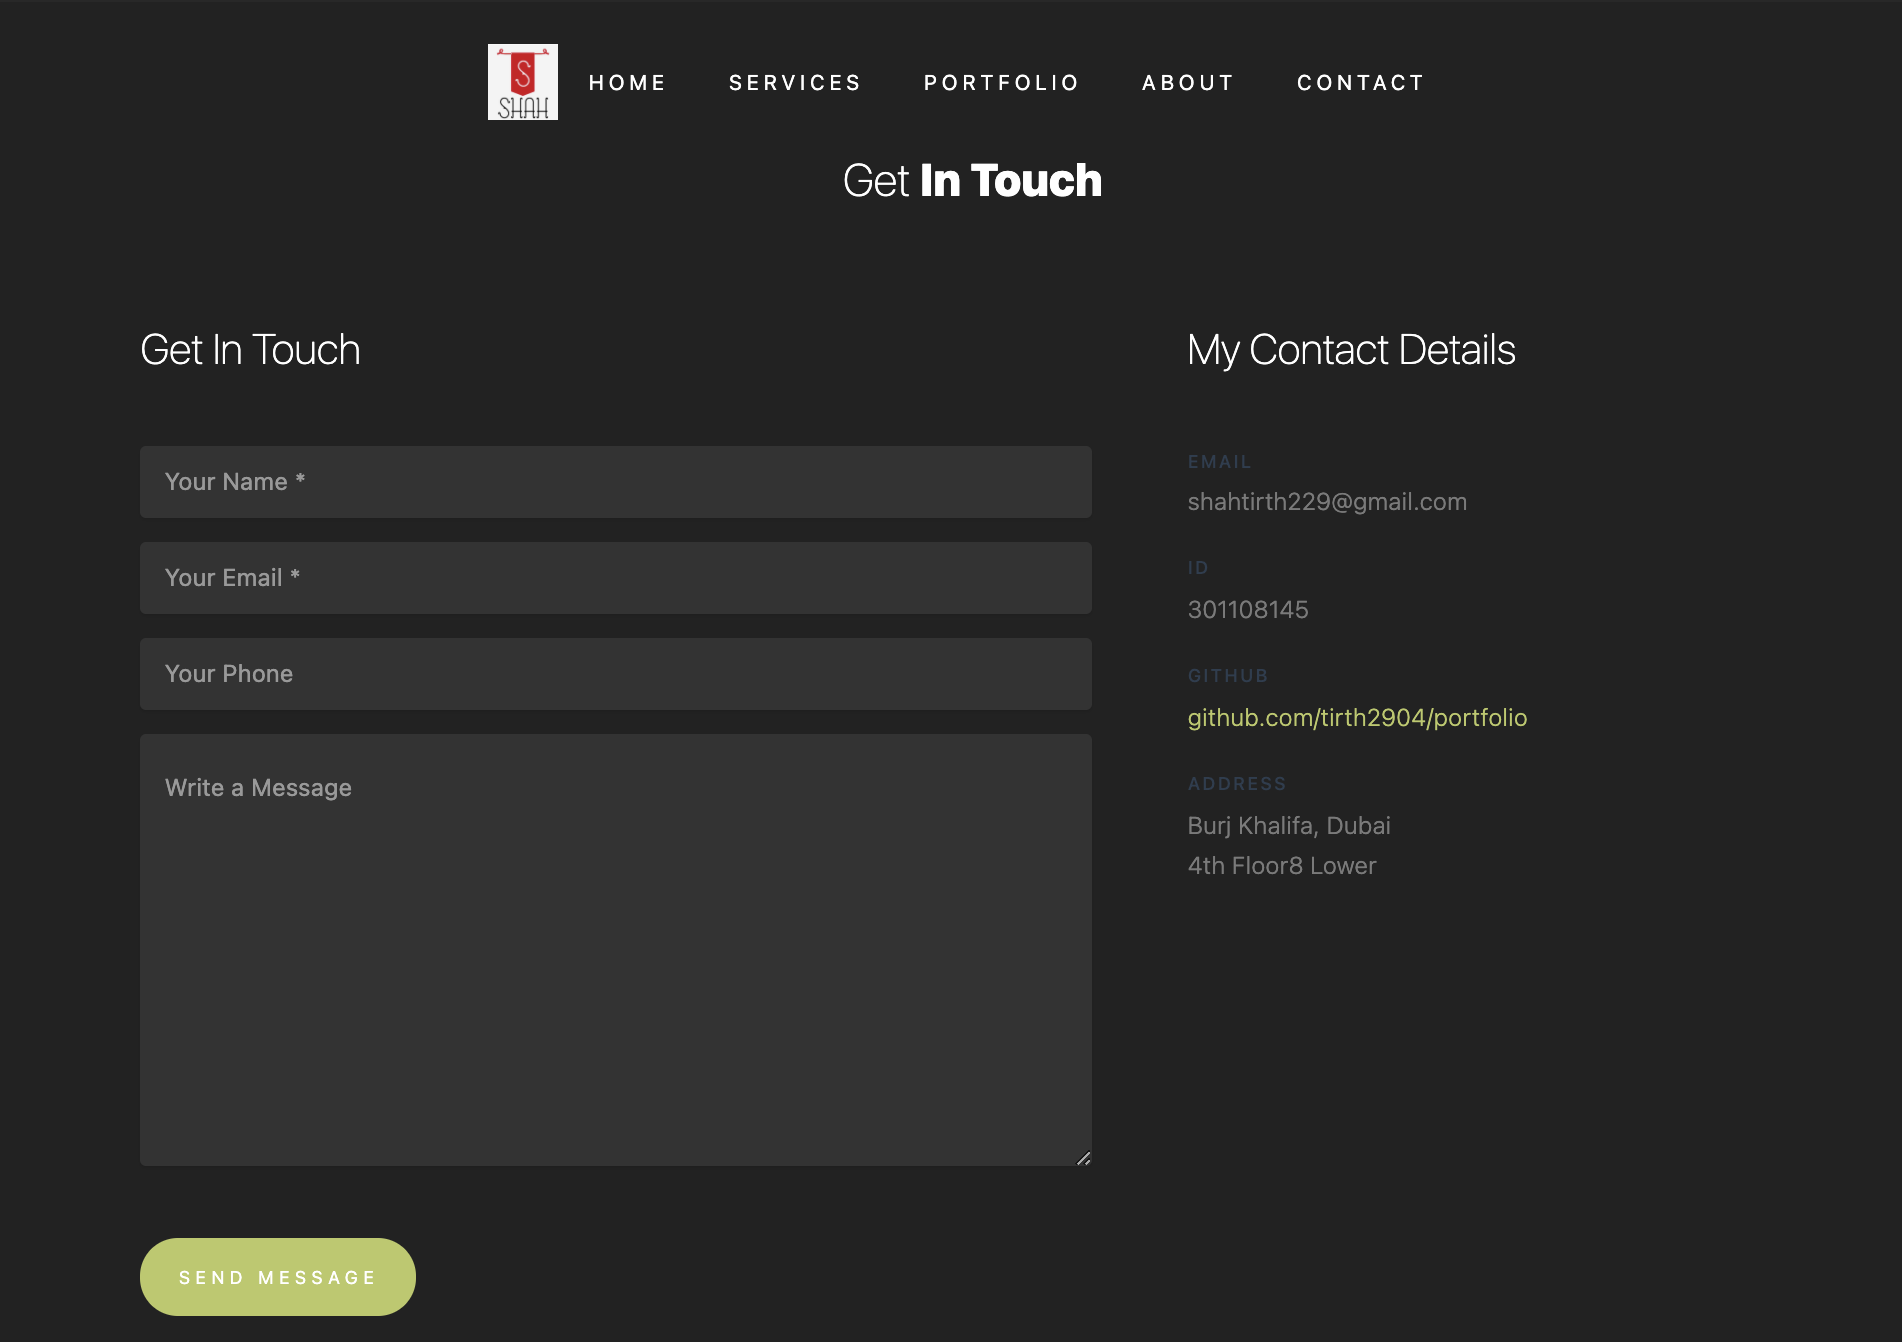 S
SHAH
HOME
SERVICES
PORTFOLIO
ABOUT
CONTACT
Get In Touch
Get In Touch
Your Name *
Your Email *
Your Phone
Write a Message
SEND MESSAGE
My Contact Details
EMAIL
shahtirth229@gmail.com
ID
301108145
GITHUB
github.com/tirth2904/portfolio
ADDRESS
Burj Khalifa, Dubai
4th Floor8 Lower